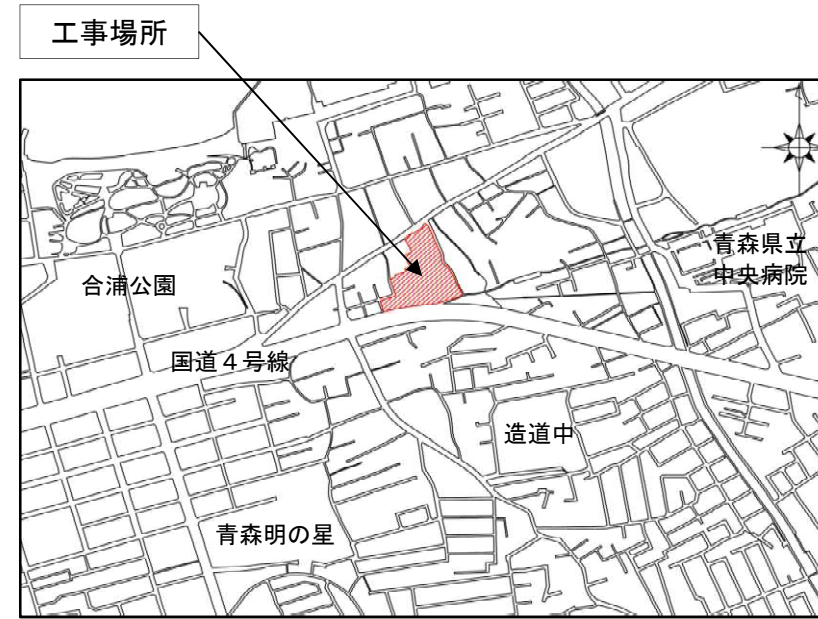 工事場所
青森県立
中央病院
合浦公園
国道４号線
造道中
青森明の星